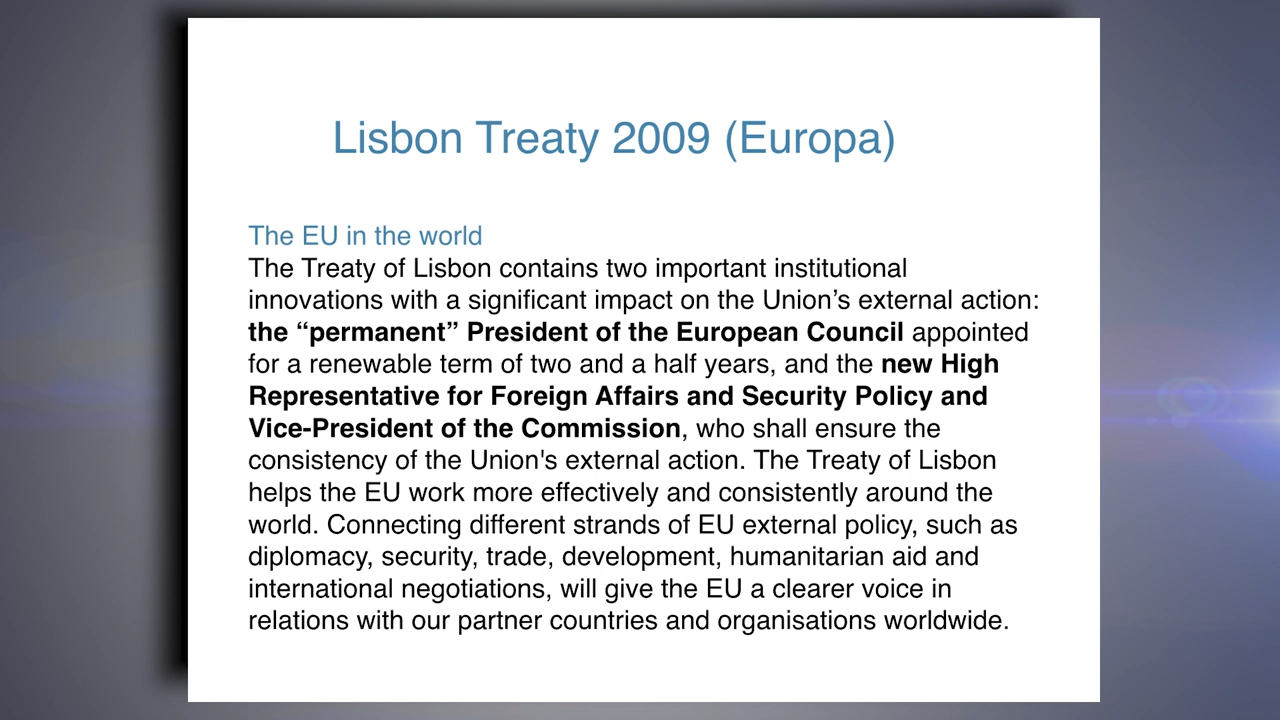 Lisbon Treaty 2009 (Europa)
The EU in the world
The Treaty of Lisbon contains two important institutional
innovations with a significant impact on the Union’s external action:
the “permanent” President of the European Council appointed
for a renewable term of two and a half years, and the new High
Representative for Foreign Affairs and Security Policy and
Vice-President of the Commission, who shall ensure the
consistency of the Union's external action. The Treaty of Lisbon
helps the EU work more effectively and consistently around the
world. Connecting different strands of EU external policy, such as
diplomacy, security, trade, development, humanitarian aid and
international negotiations, will give the EU a clearer voice in
relations with our partner countries and organisations worldwide.